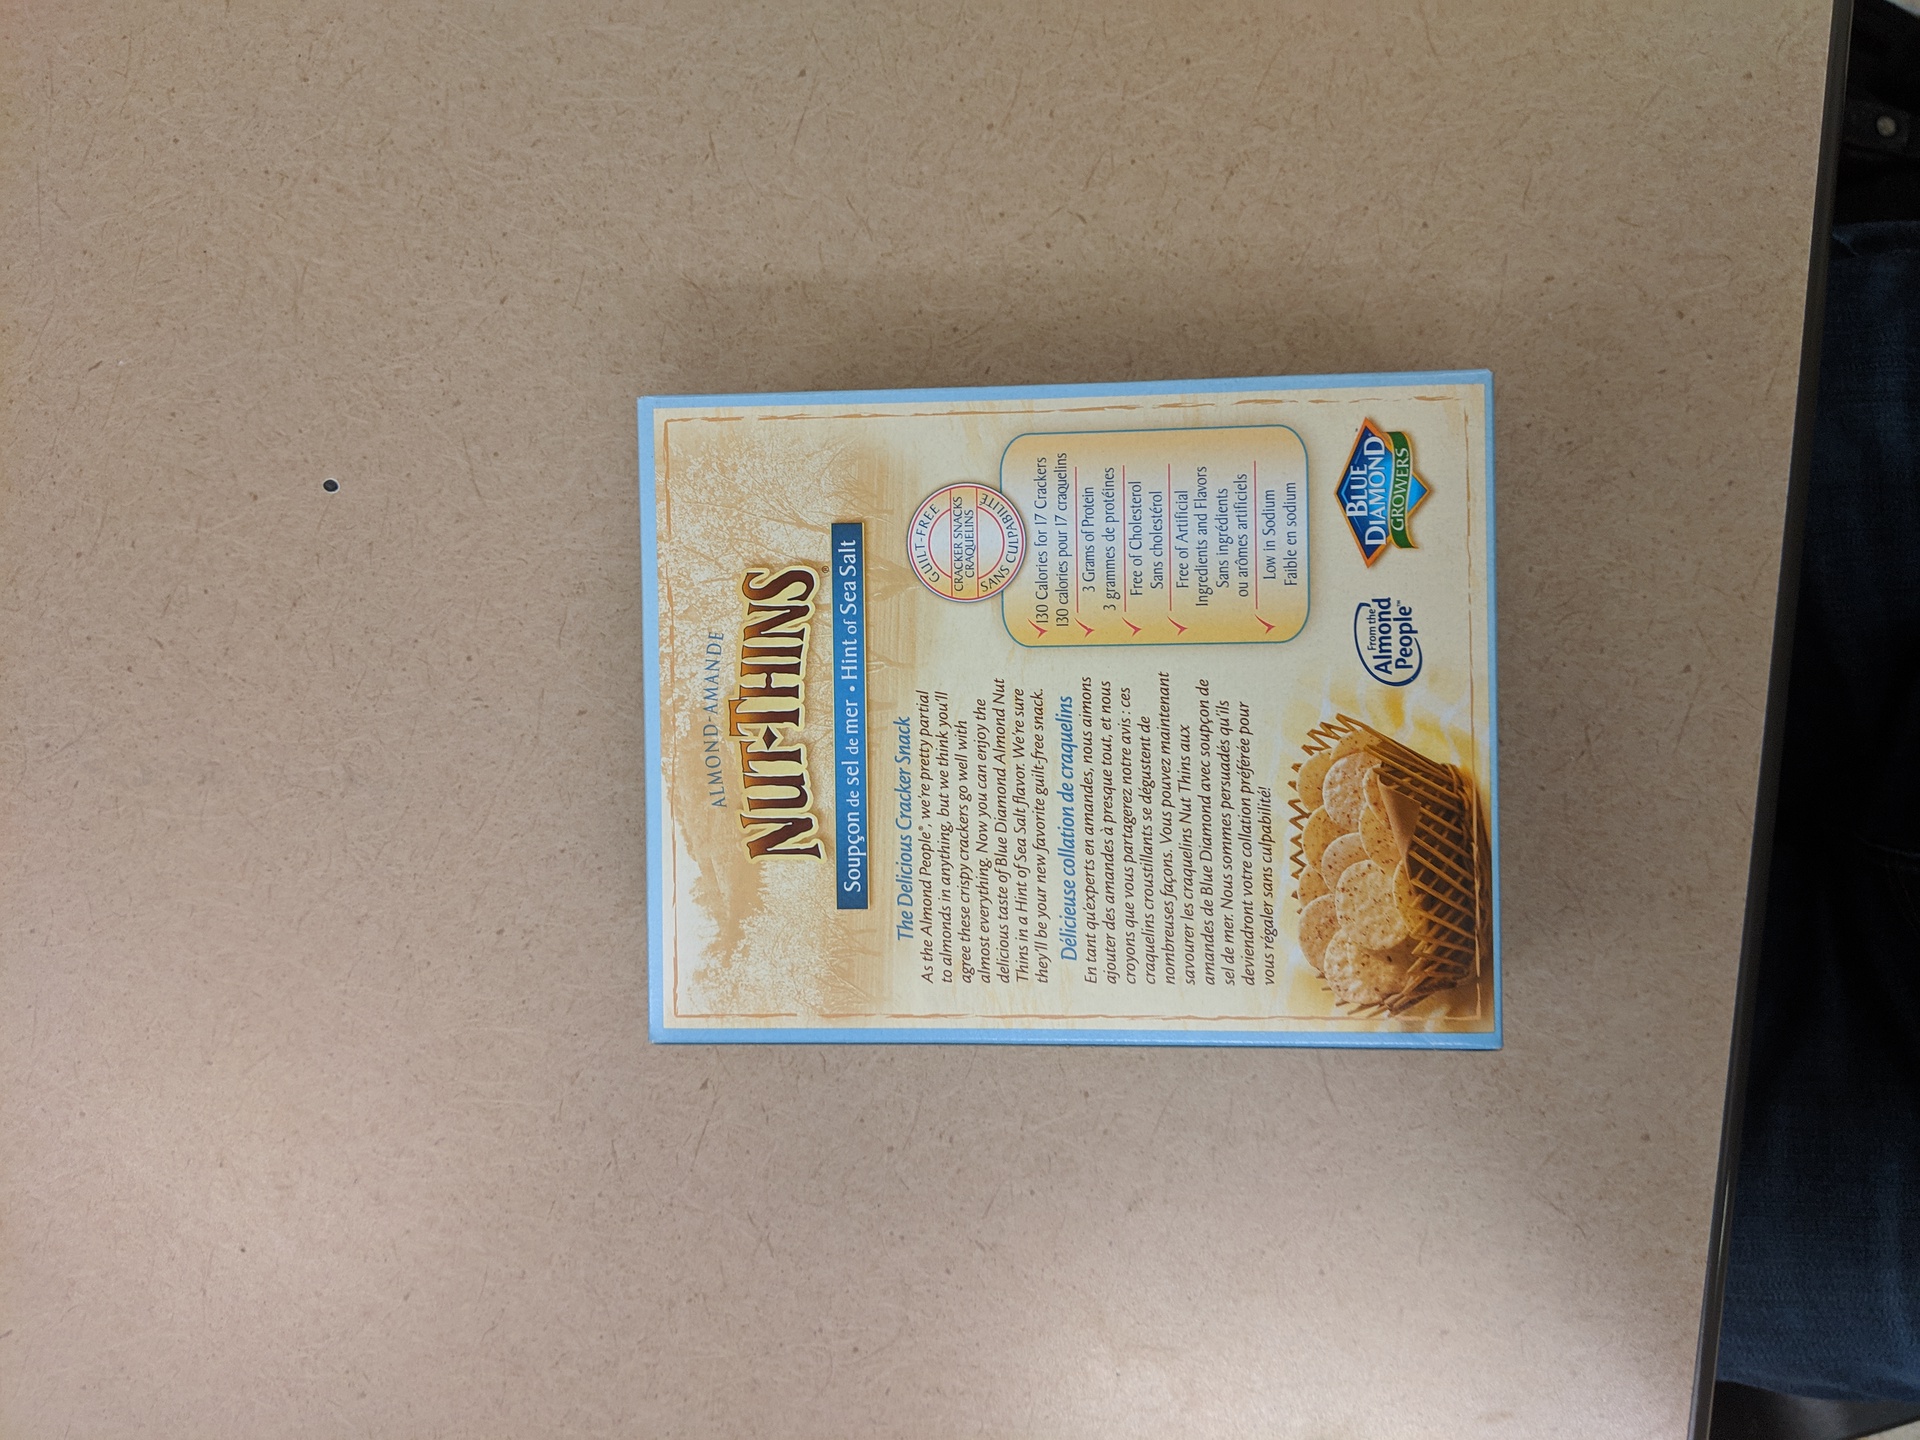 ALMOND-AMANDE
NUT-THINS®
Soupçon de sel de mer • Hint of Sea Salt
The Delicious Cracker Snack
As the Almond People®, we're pretty partial
to almonds in anything, but we think you'll
agree these crispy crackers go well with
almost everything. Now you can enjoy the
delicious taste of Blue Diamond Almond Nut
Thins in a Hint of Sea Salt flavor. We're sure
they'll be your new favorite guilt-free snack.
Délicieuse collation de craquelins
En tant qu'experts en amandes, nous aimons
ajouter des amandes à presque tout, et nous
croyons que vous partagerez notre avis : ces
craquelins croustillants se dégustent de
nombreuses façons. Vous pouvez maintenant
savourer les craquelins Nut Thins aux
amandes de Blue Diamond avec soupçon de
sel de mer. Nous sommes persuadés qu'ils
deviendront votre collation préférée pour
vous régaler sans culpabilité!
GUILT-FREE
CRACKER SNACKS
CRAQUELINS
SANS CULPABILITÉ
130 Calories for 17 Crackers
130 calories pour 17 craquelins
3 Grams of Protein
3 grammes de protéines
Free of Cholesterol
Sans cholestérol
Free of Artificial
Ingredients and Flavors
Sans ingrédients
ou arômes artificiels
Low in Sodium
Faible en sodium
From the
Almond
People™
BLUE
DIAMOND®
GROWERS